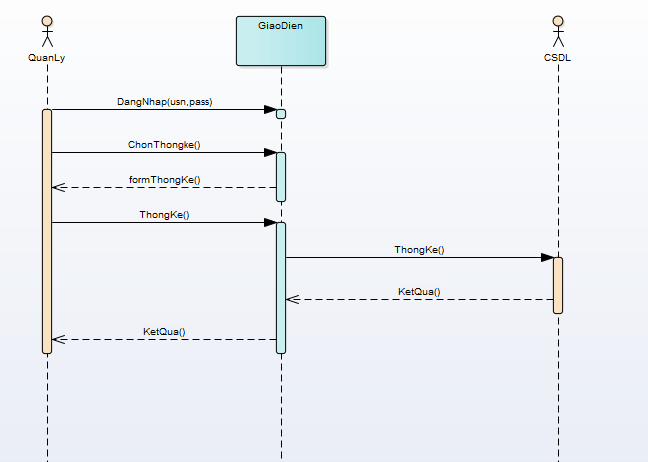 GiaoDien
QuanLy
CSDL
DangNhap(usn,pass)
ChonThongke()
formThongKe()
ThongKe()
ThongKe()
KetQua()
KetQua()